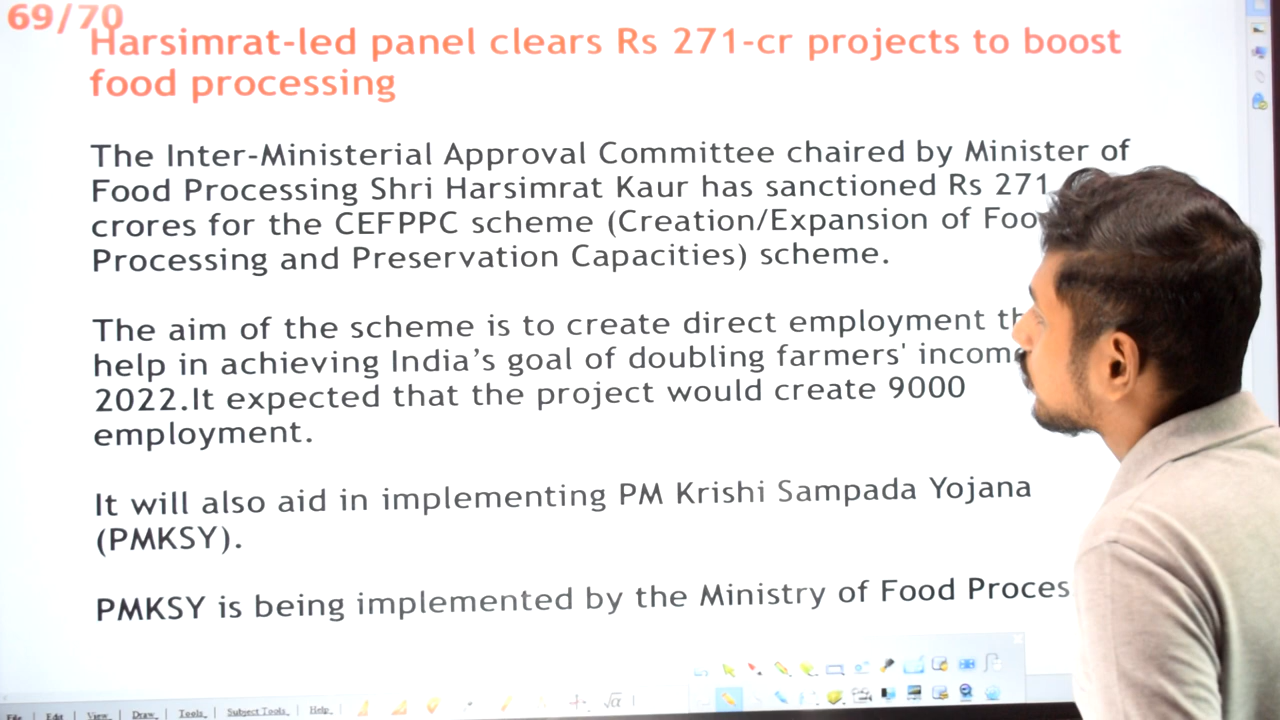 69/70
Harsimrat-led panel clears Rs 271-cr projects to boost
food processing
The Inter-Ministerial Approval Committee chaired by Minister of
Food Processing Shri Harsimrat Kaur has sanctioned Rs 271
crores for the CEFPPC scheme (Creation/Expansion of Foo
Processing and Preservation Capacities) scheme.
The aim of the scheme is to create direct employment th
help in achieving India's goal of doubling farmers' incom
2022.It expected that the project would create 9000
employment.
It will also aid in implementing PM Krishi Sampada Yojana
(PMKSY).
PMKSY is being implemented by the Ministry of Food Proces
File Edit View Draw Tools Subject Tools Help